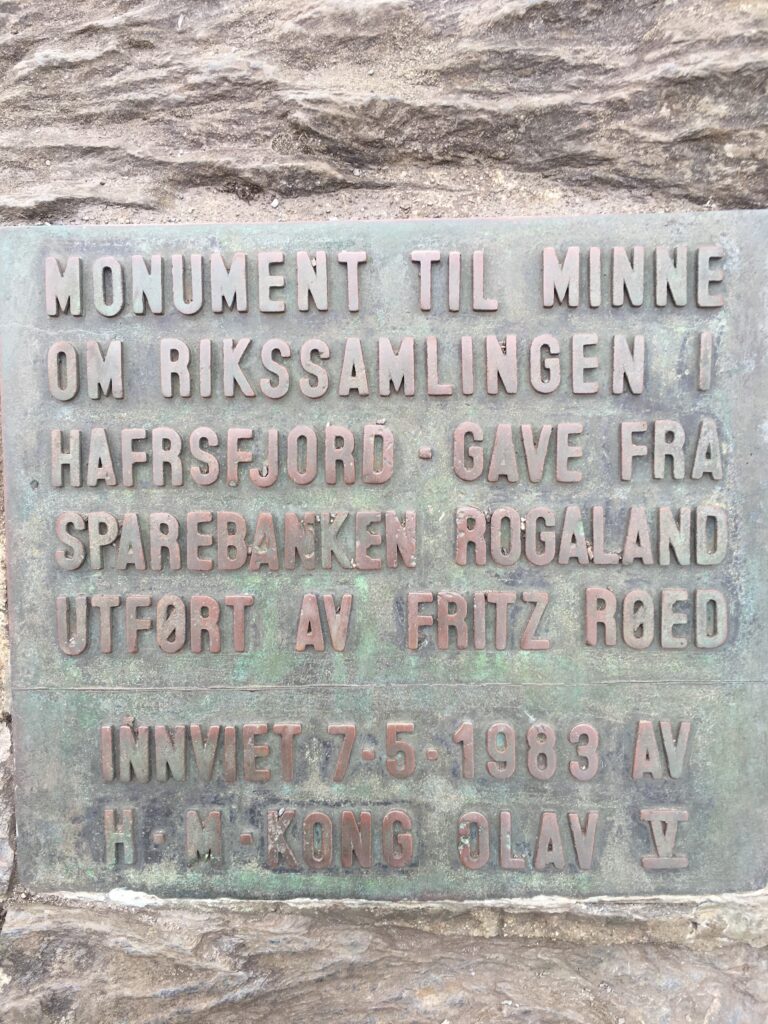 MONUMENT TIL MINNE
OM RIKSSAMLINGEN I
HAFRSFJORD · GAVE FRA
SPAREBANKEN ROGALAND
UTFØRT AV FRITZ RØED
INNVIET 7·5·1983 AV
H·M·KONG OLAV V